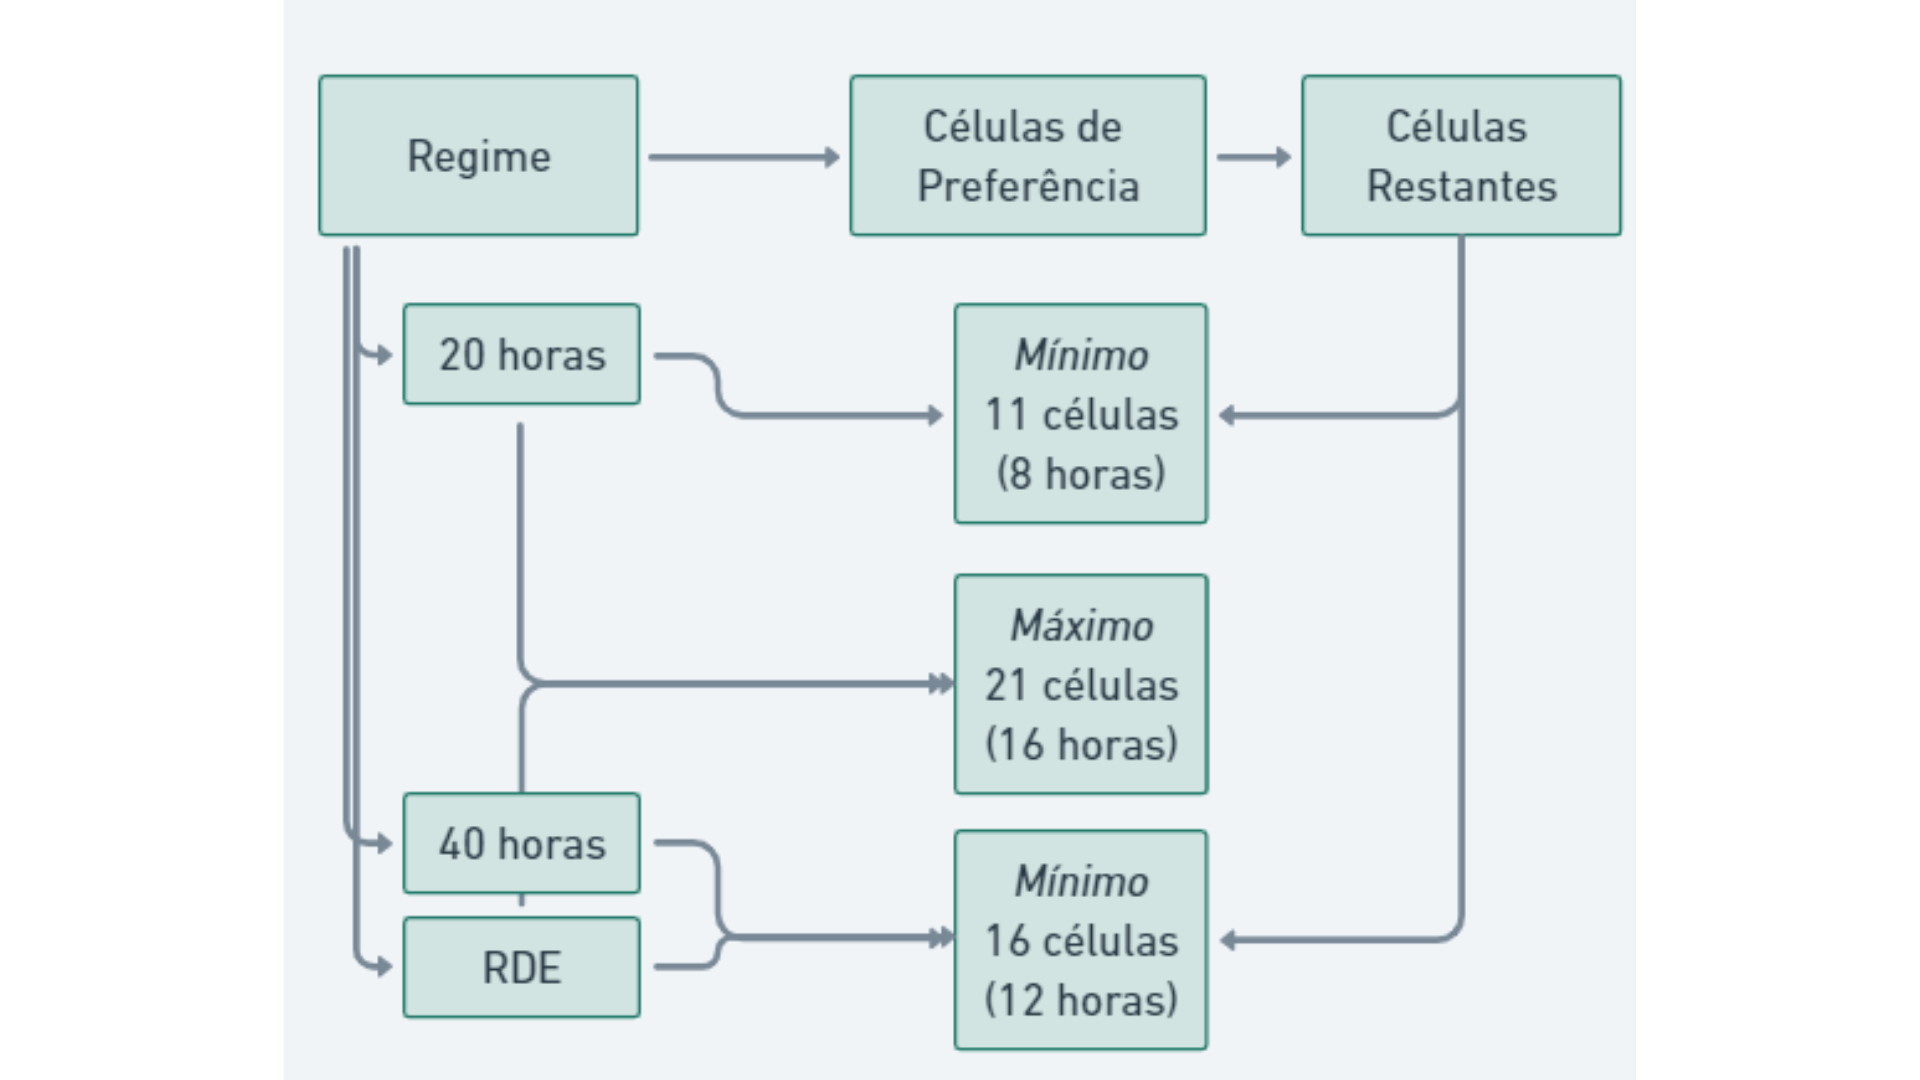 Regime
Células de
Preferência
Células
Restantes
20 horas
Mínimo
11 células
(8 horas)
Máximo
21 células
(16 horas)
40 horas
RDE
Mínimo
16 células
(12 horas)